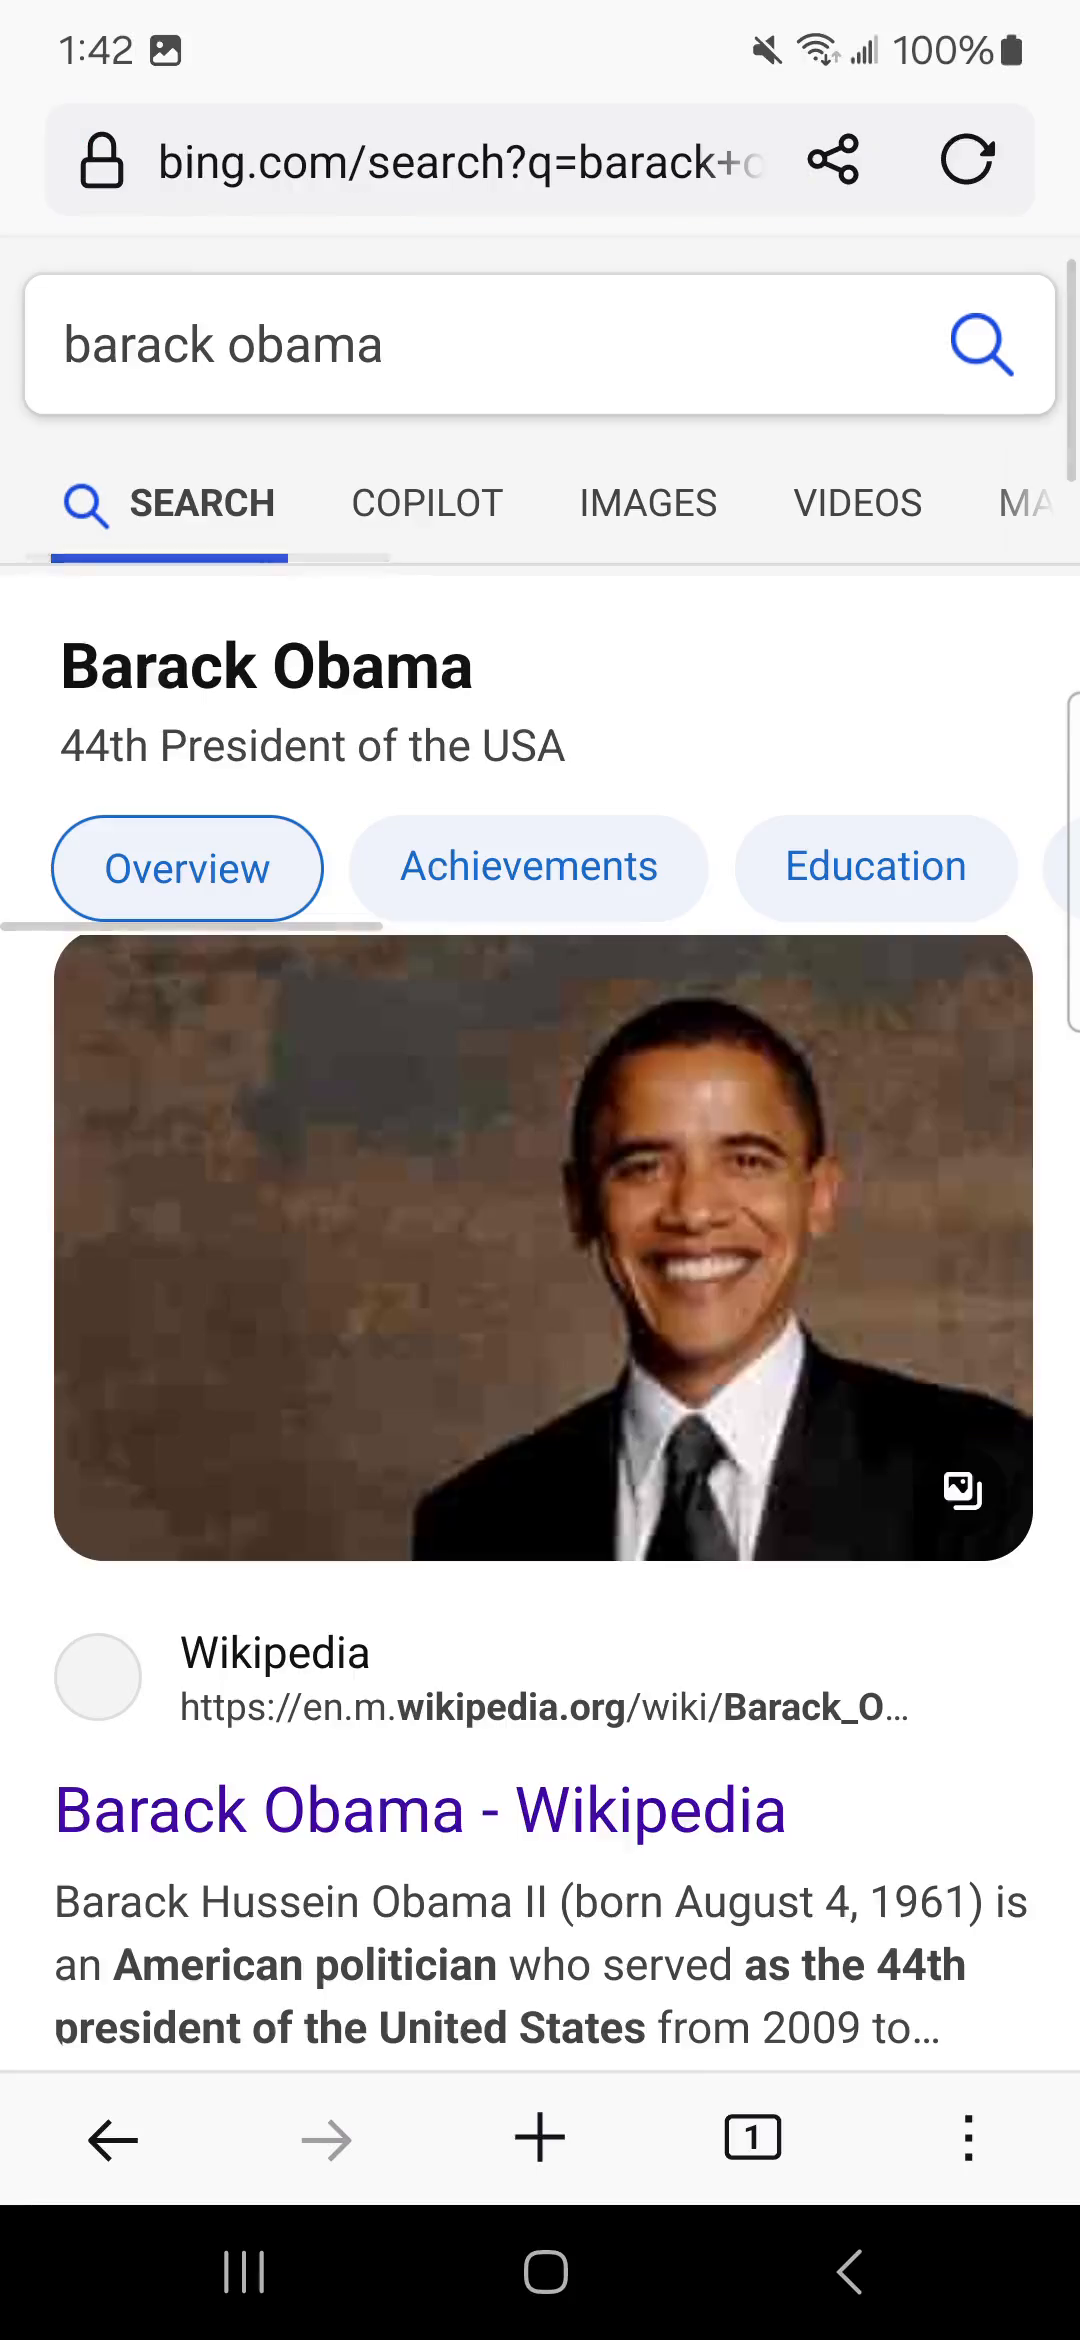 1:42
100%
bing.com/search?q=barack+
barack obama
SEARCH COPILOT IMAGES VIDEOS
Barack Obama
44th President of the USA
Overview Achievements Education
Wikipedia
https://en.m.wikipedia.org/wiki/Barack_O...
Barack Obama - Wikipedia
Barack Hussein Obama II (born August 4, 1961) is
an American politician who served as the 44th
president of the United States from 2009 to...
1